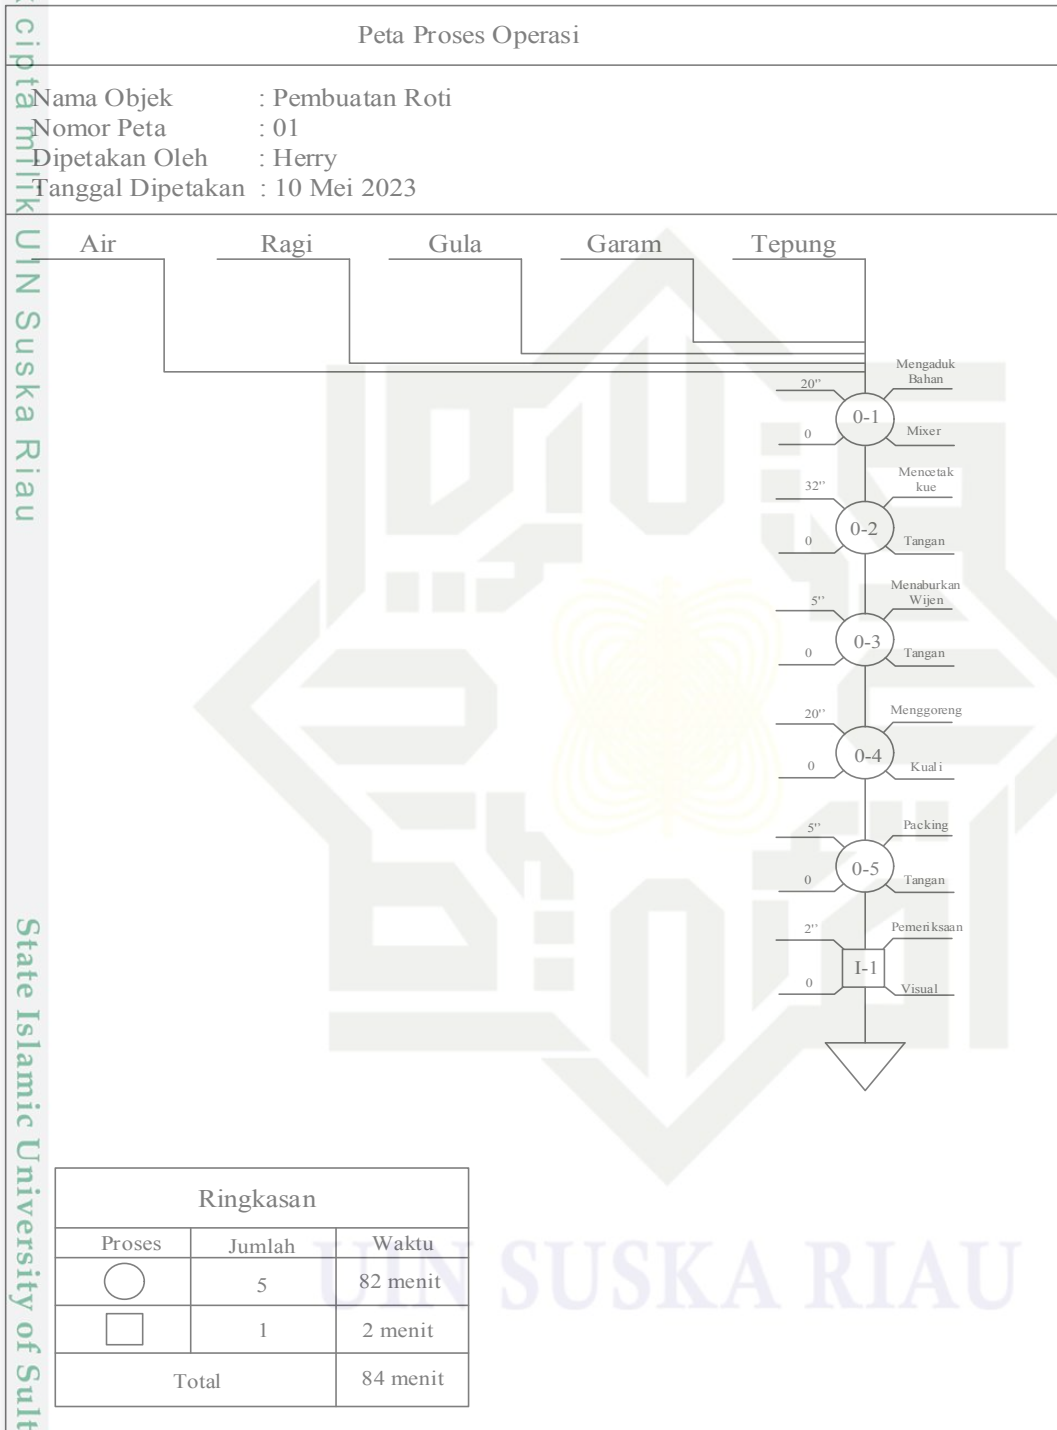 cipta milik UIN Suska Riau
State Islamic University of Sult
Peta Proses Operasi
Nama Objek : Pembuatan Roti
Nomor Peta : 01
Dipetakan Oleh : Herry
Tanggal Dipetakan : 10 Mei 2023
Air Ragi Gula Garam Tepung
20'' Mengaduk
Bahan
0-1
0 Mixer
32'' Mencetak
kue
0-2
0 Tangan
5'' Menaburkan
Wijen
0-3
0 Tangan
20'' Menggoreng
0-4
0 Kuali
5'' Packing
0-5
0 Tangan
2'' Pemeriksaan
I-1
0 Visual
Ringkasan
Proses Jumlah Waktu
5 82 menit
1 2 menit
Total 84 menit
UIN SUSKA RIAU